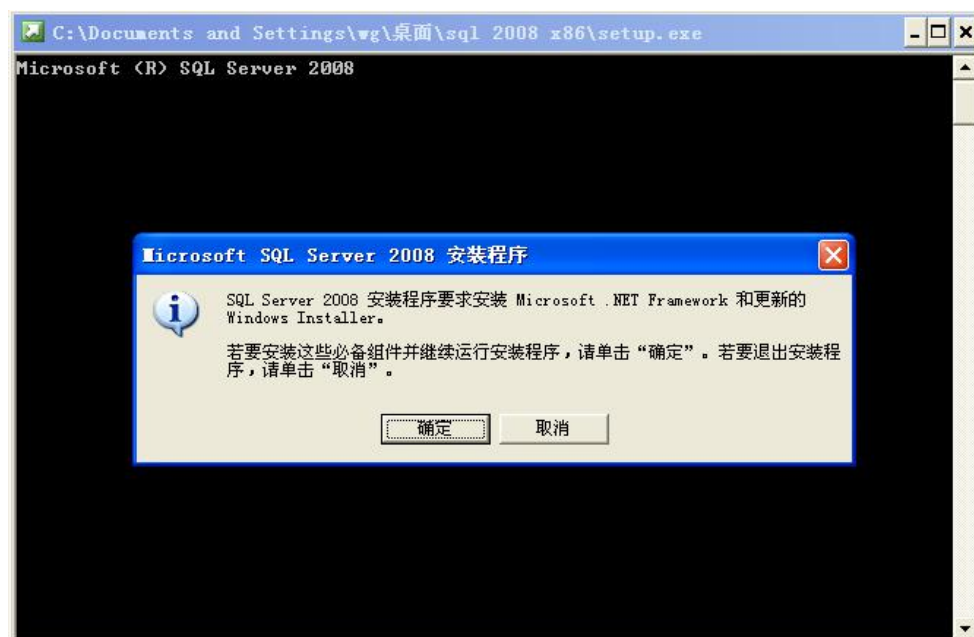 C:\Documents and Settings\wg\桌面\sql 2008 x86\setup.exe
Microsoft (R) SQL Server 2008
Microsoft SQL Server 2008 安装程序
SQL Server 2008 安装程序要求安装 Microsoft .NET Framework 和更新的
Windows Installer。
若要安装这些必备组件并继续运行安装程序，请单击“确定”。若要退出安装程
序，请单击“取消”。
确定
取消